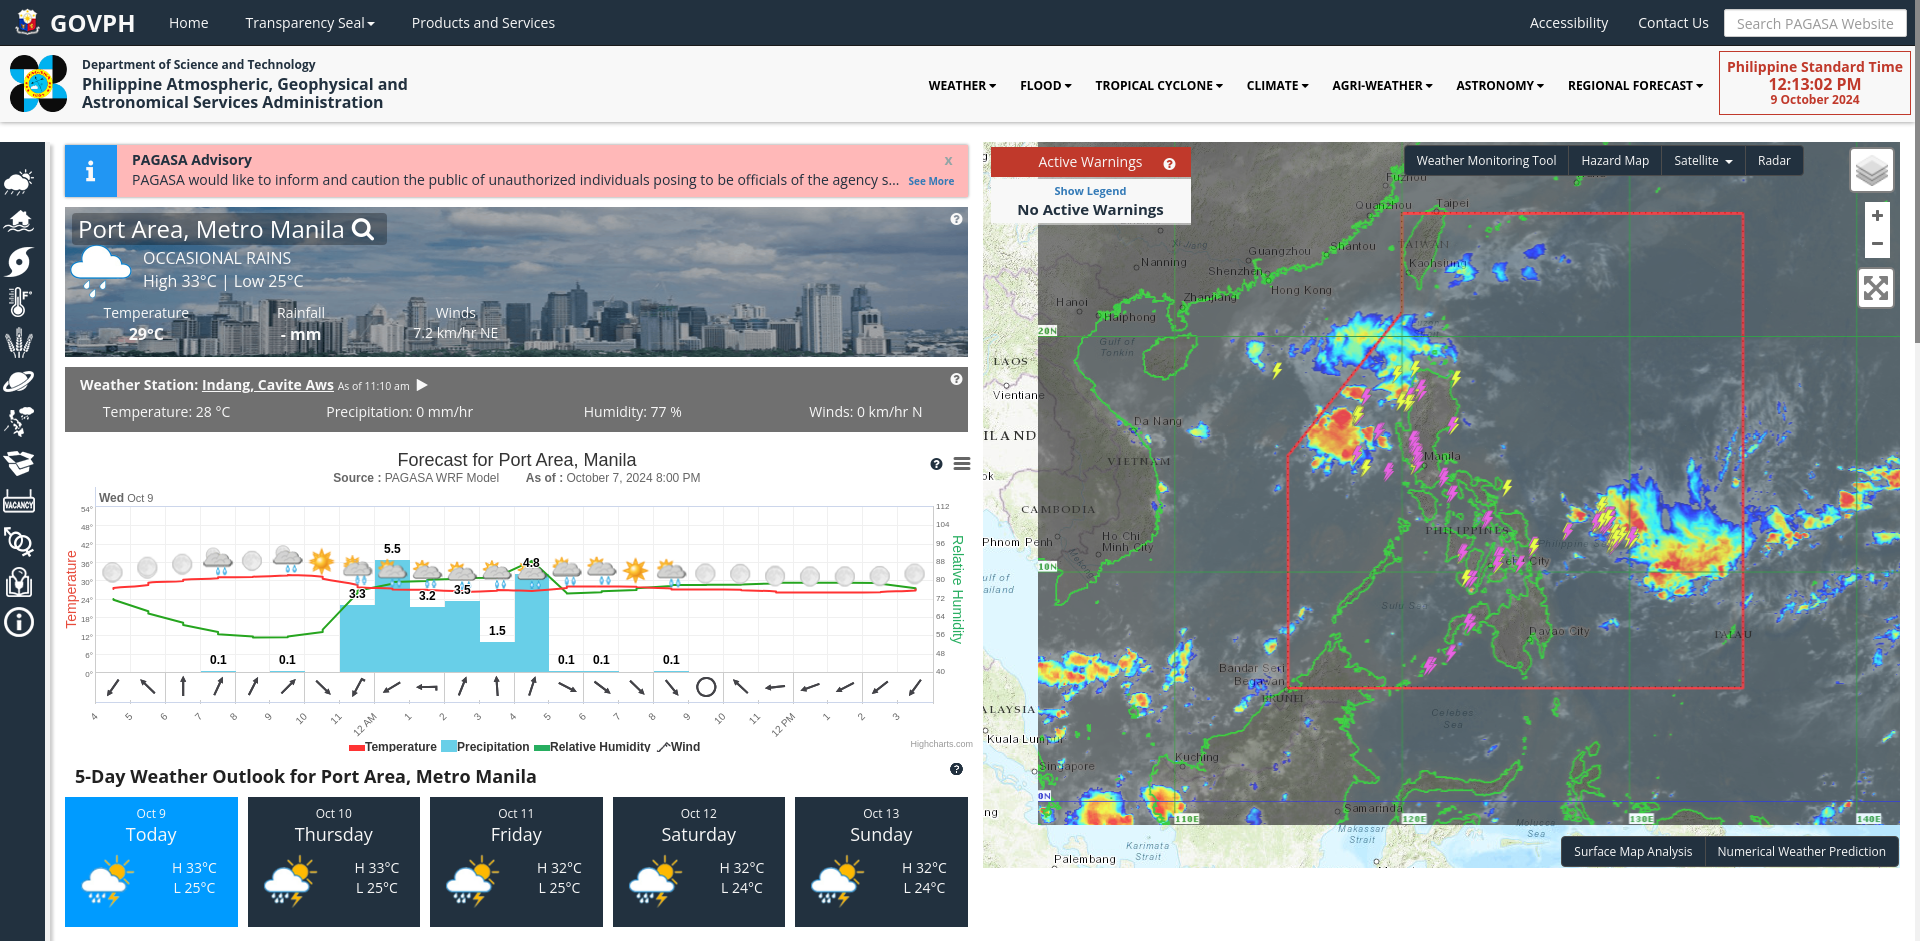 GOVPH
Home
Transparency Seal
Products and Services
Accessibility
Contact Us
Search PAGASA Website
Department of Science and Technology
Philippine Atmospheric, Geophysical and
Astronomical Services Administration
WEATHER
FLOOD
TROPICAL CYCLONE
CLIMATE
AGRI-WEATHER
ASTRONOMY
REGIONAL FORECAST
Philippine Standard Time
12:13:02 PM
9 October 2024
PAGASA Advisory
x
PAGASA would like to inform and caution the public of unauthorized individuals posing to be officials of the agency s... See More
Port Area, Metro Manila
OCCASIONAL RAINS
High 33°C | Low 25°C
Temperature Rainfall Winds
29°C - mm 7.2 km/hr NE
Weather Station: Indang, Cavite Aws As of 11:10 am
Temperature: 28 °C Precipitation: 0 mm/hr Humidity: 77 % Winds: 0 km/hr N
Forecast for Port Area, Manila
Source : PAGASA WRF Model As of : October 7, 2024 8:00 PM
Wed Oct 9
Temperature
54°
48°
42°
36°
30°
24°
18°
12°
6°
0°
112
104
96
88
80
72
64
56
48
40
Relative Humidity
0.1
0.1
3.3
5.5
3.2
3.5
1.5
4.8
0.1
0.1
0.1
4 5 6 7 8 9 10 11 12 AM 1 2 3 4 5 6 7 8 9 10 11 12 PM 1 2 3
Temperature Precipitation Relative Humidity Wind
Highcharts.com
5-Day Weather Outlook for Port Area, Metro Manila
Oct 9
Today
H 33°C
L 25°C
Oct 10
Thursday
H 33°C
L 25°C
Oct 11
Friday
H 32°C
L 25°C
Oct 12
Saturday
H 32°C
L 24°C
Oct 13
Sunday
H 32°C
L 24°C
VACANCY
Active Warnings
Show Legend
No Active Warnings
Weather Monitoring Tool
Hazard Map
Satellite
Radar
+
−
Fuzhou
Quanzhou
Taipei
Xi Jiang
Guangzhou
Shantou
TAIWAN
Nanning
Shenzhen
Kaohsiung
Hong Kong
Hanoi
Zhanjiang
Haiphong
20N
Gulf of
Tonkin
LAOS
Vientiane
Da Nang
ILAND
Manila
VIETNAM
ok
CAMBODIA
PHILIPPINES
Phnom Penh
Ho Chi
Minh City
10N
ulf of
ailand
Sulu Sea
Davao City
PALAU
Bandar Seri
Begawan
BRUNEI
ALAYSIA
Celebes
Sea
Kuala Lumpur
Kuching
Singapore
0N
ng
Samarinda
110E
120E
130E
140E
Makassar
Strait
Molucca
Sea
Karimata
Strait
Palembang
Surface Map Analysis
Numerical Weather Prediction